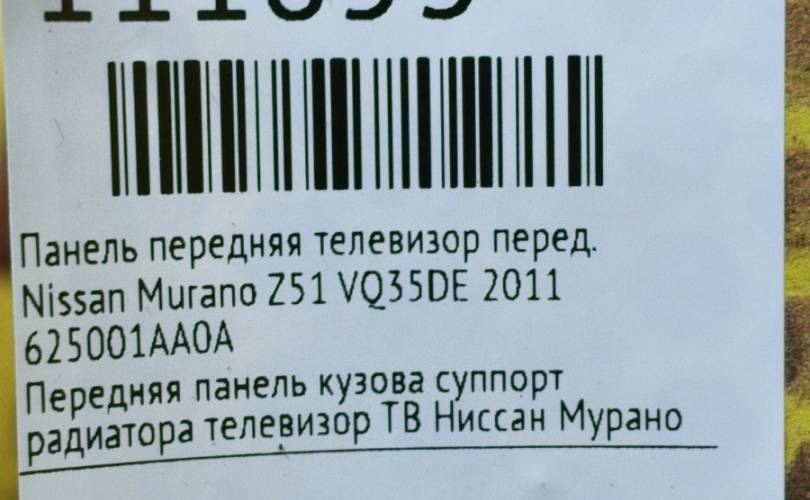 Панель передняя телевизор перед.
Nissan Murano Z51 VQ35DE 2011
625001AA0A
Передняя панель кузова суппорт
радиатора телевизор ТВ Ниссан Мурано